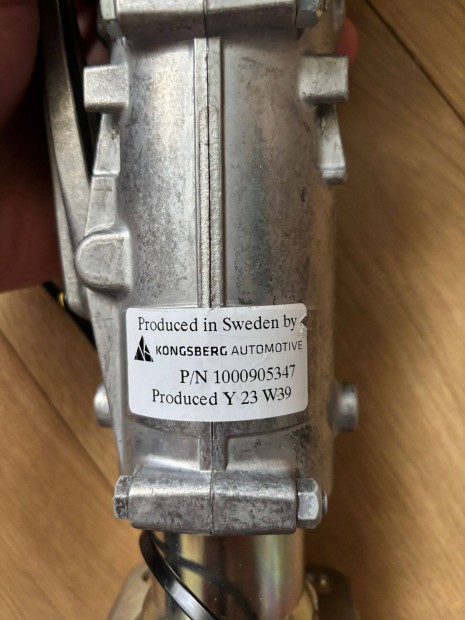 Produced in Sweden by
KONGSBERG AUTOMOTIVE
P/N 1000905347
Produced Y 23 W39